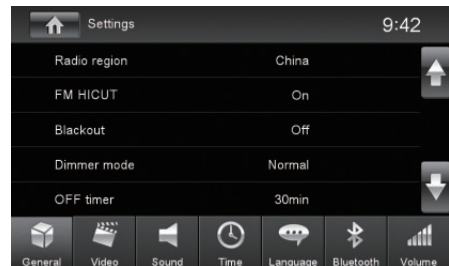 Settings 9:42
Radio region China
FM HICUT On
Blackout Off
Dimmer mode Normal
OFF timer 30min
General Video Sound Time Language Bluetooth Volume